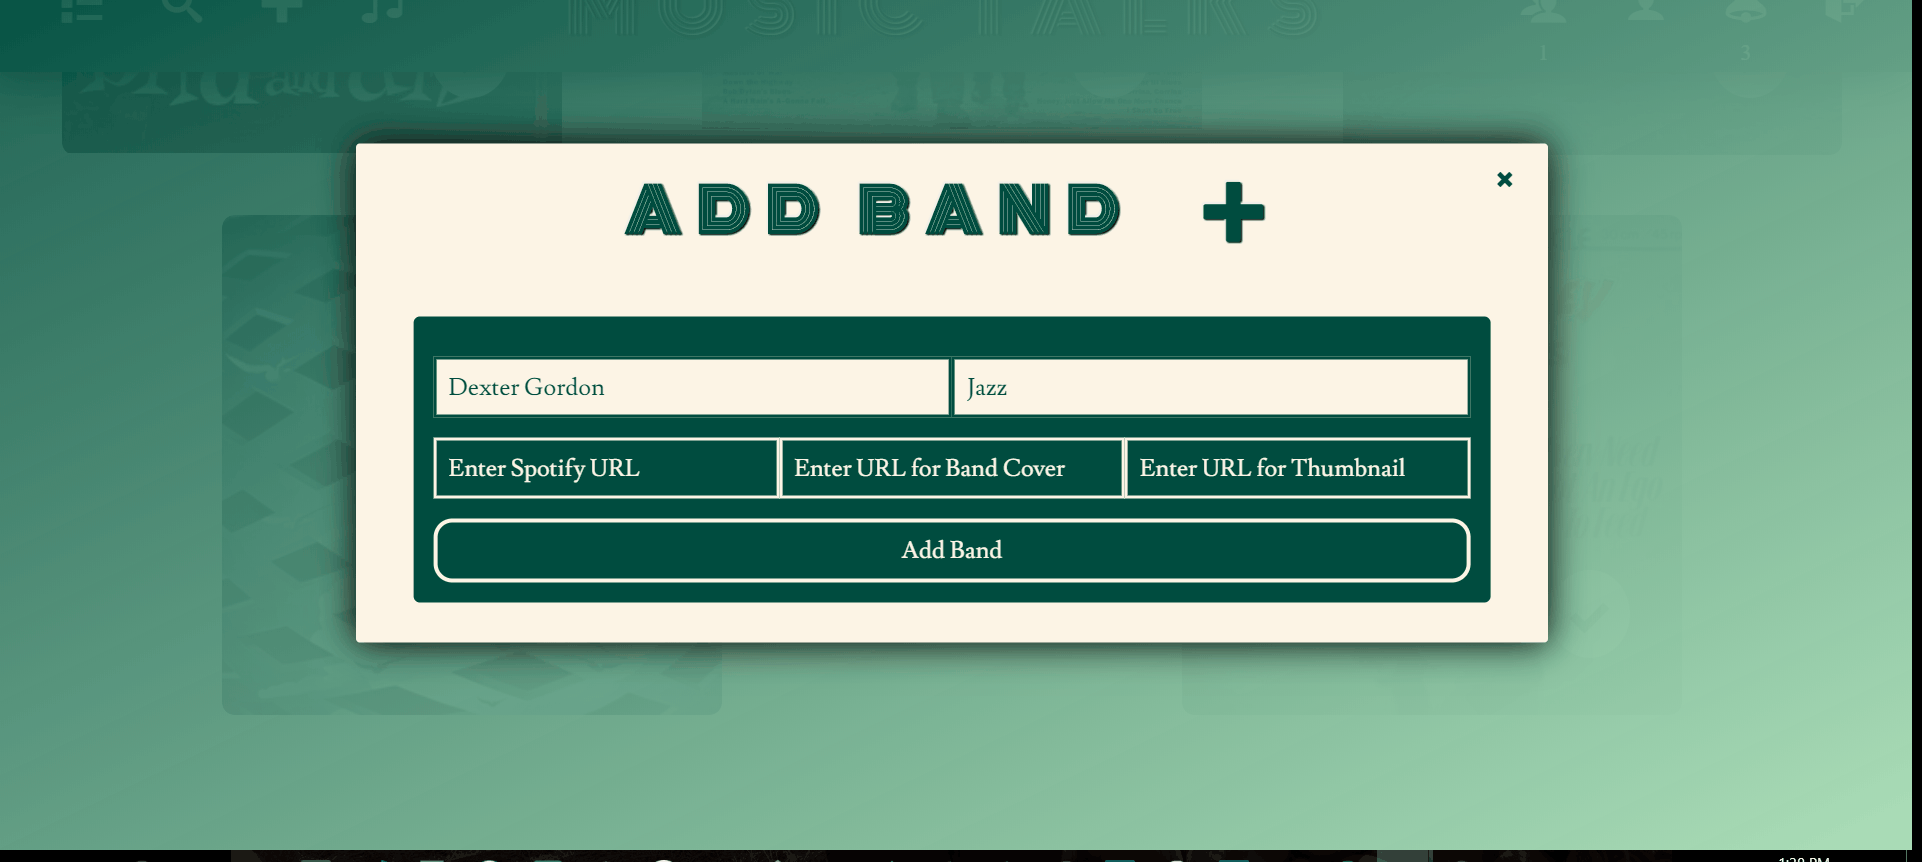 MUSIC TALKS
1
3
and
ADD BAND
Dexter Gordon
Jazz
Enter Spotify URL
Enter URL for Band Cover
Enter URL for Thumbnail
Add Band